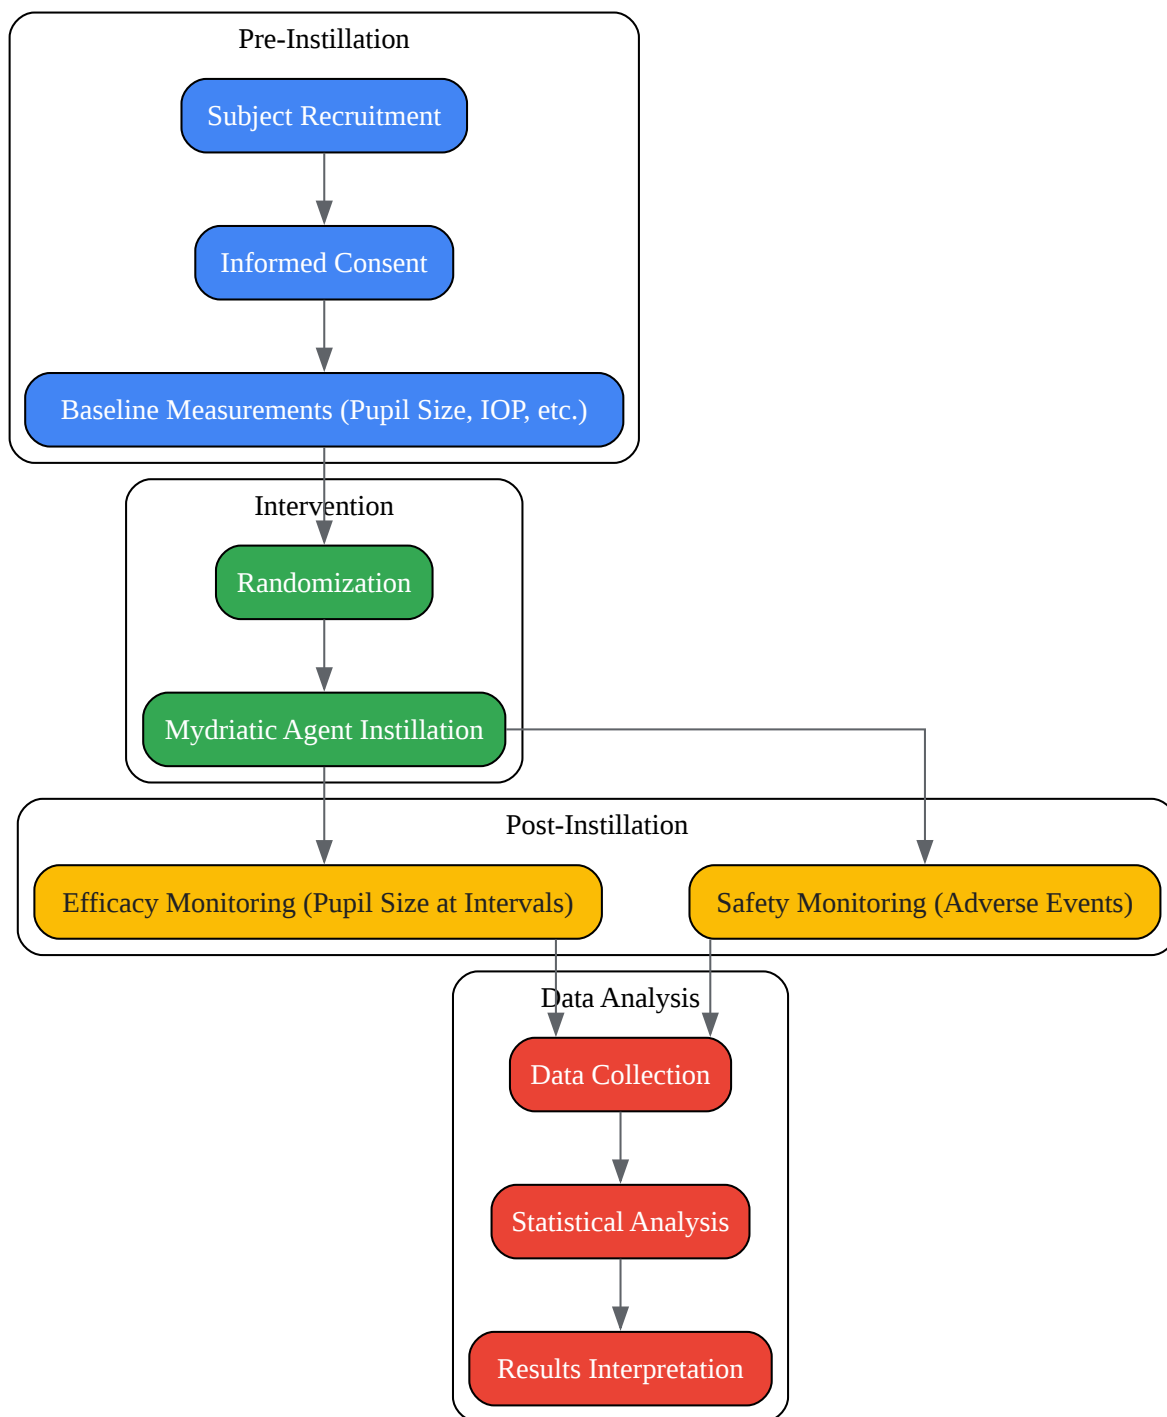 Pre-Instillation
Subject Recruitment
Informed Consent
Baseline Measurements (Pupil Size, IOP, etc.)
Intervention
Randomization
Mydriatic Agent Instillation
Post-Instillation
Efficacy Monitoring (Pupil Size at Intervals)
Safety Monitoring (Adverse Events)
Data Analysis
Data Collection
Statistical Analysis
Results Interpretation